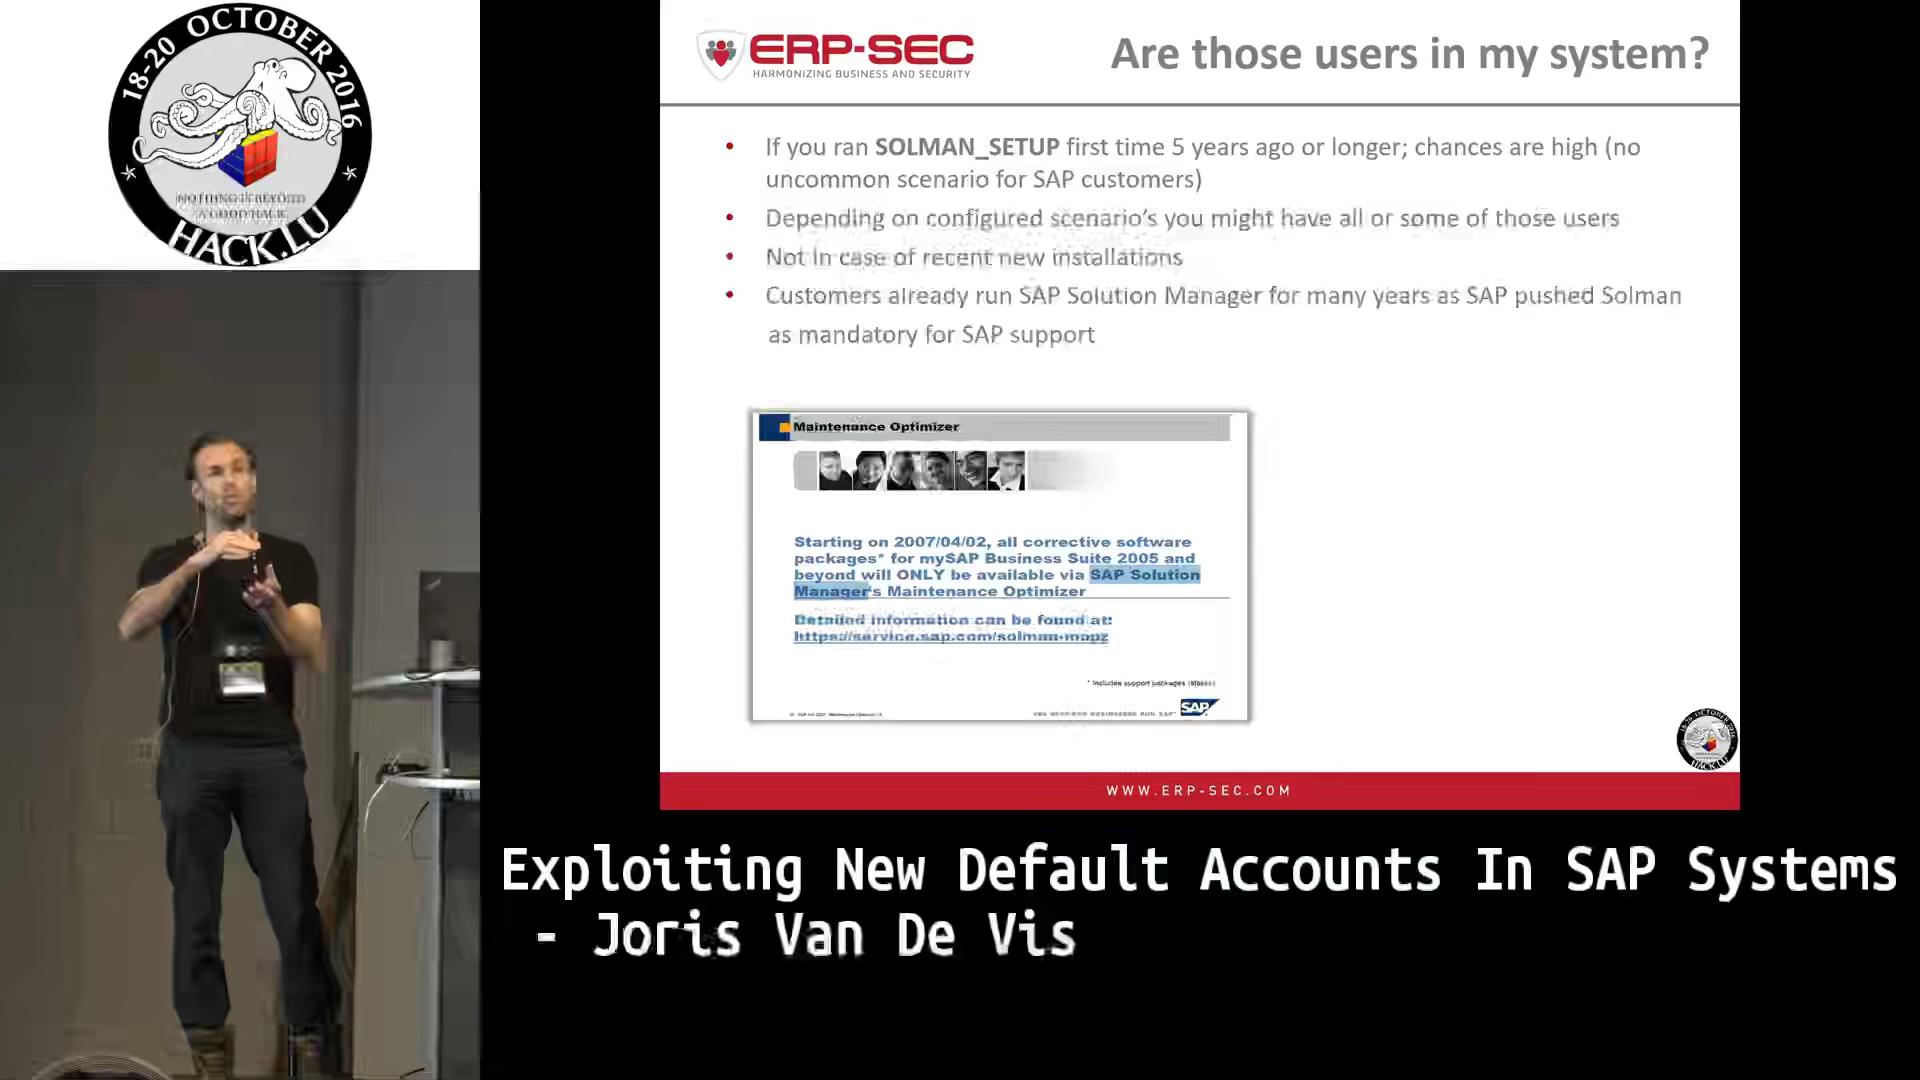 18-20 OCTOBER 2016
HACK.LU
ERP-SEC
HARMONIZING BUSINESS AND SECURITY
Are those users in my system?
• If you ran SOLMAN_SETUP first time 5 years ago or longer; chances are high (no
uncommon scenario for SAP customers)
• Depending on configured scenario's you might have all or some of those users
• Not In case of recent new installations
• Customers already run SAP Solution Manager for many years as SAP pushed Solman
as mandatory for SAP support
Maintenance Optimizer
Starting on 2007/04/02, all corrective software
packages* for mySAP Business Suite 2005 and
beyond will ONLY be available via SAP Solution
Manager's Maintenance Optimizer
Detailed information can be found at:
https://service.sap.com/solman-mopz
* Includes support packages (stacks)
SAP
WWW.ERP-SEC.COM
Exploiting New Default Accounts In SAP Systems
- Joris Van De Vis